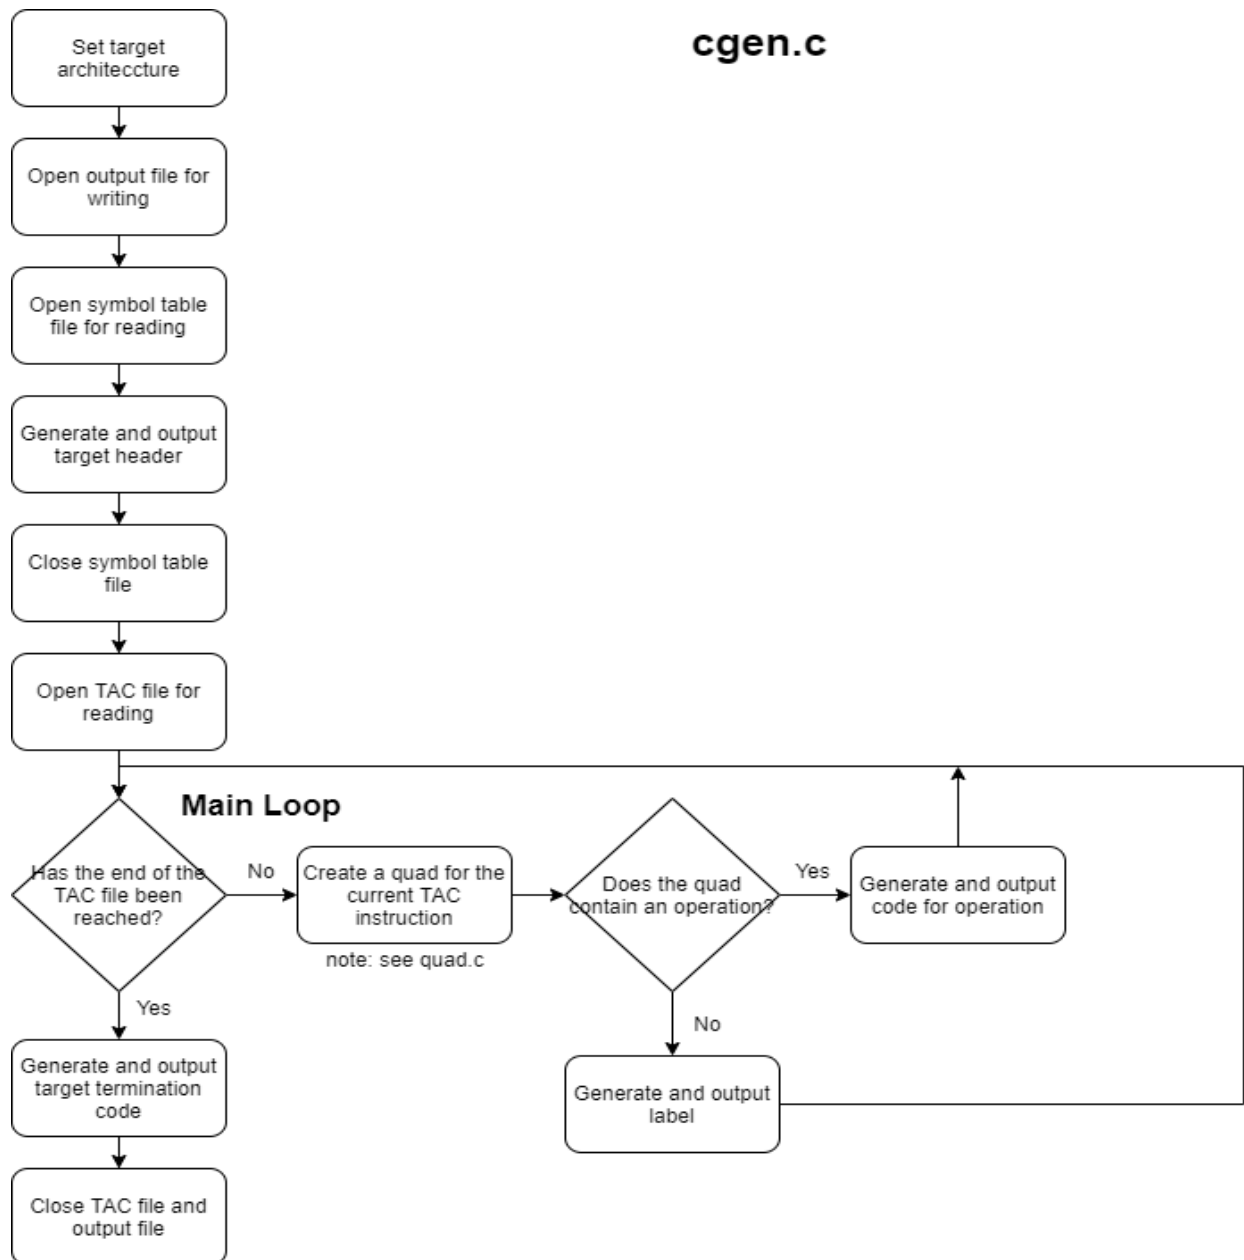 cgen.c
Set target
architeccture
Open output file for
writing
Open symbol table
file for reading
Generate and output
target header
Close symbol table
file
Open TAC file for
reading
Main Loop
Has the end of the
TAC file been
reached?
No
Create a quad for the
current TAC
instruction
note: see quad.c
Does the quad
contain an operation?
Yes
Generate and output
code for operation
No
Generate and output
label
Yes
Generate and output
target termination
code
Close TAC file and
output file